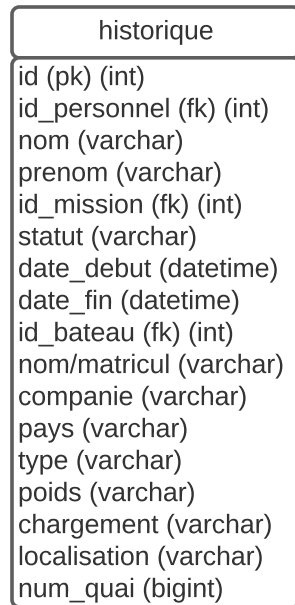 historique
id (pk) (int)
id_personnel (fk) (int)
nom (varchar)
prenom (varchar)
id_mission (fk) (int)
statut (varchar)
date_debut (datetime)
date_fin (datetime)
id_bateau (fk) (int)
nom/matricul (varchar)
companie (varchar)
pays (varchar)
type (varchar)
poids (varchar)
chargement (varchar)
localisation (varchar)
num_quai (bigint)